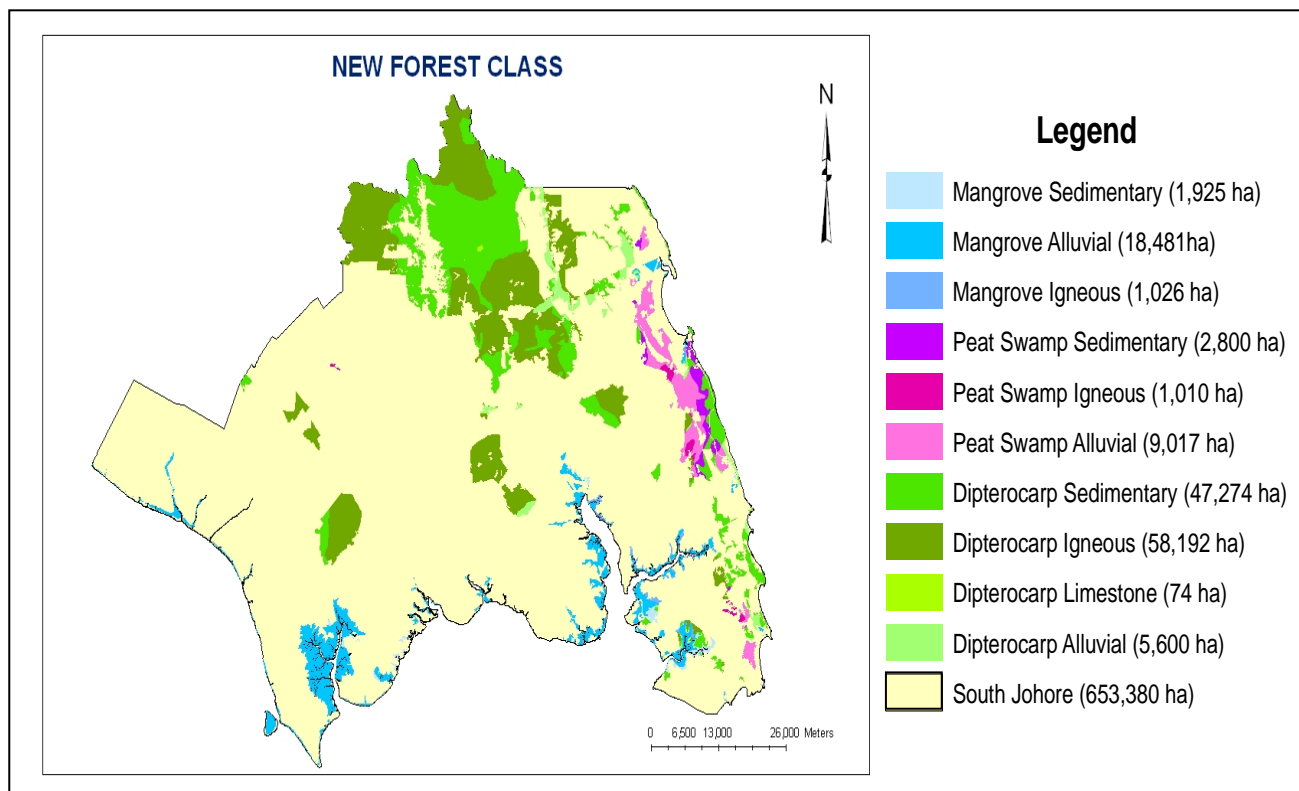 NEW FOREST CLASS
N
Legend
Mangrove Sedimentary (1,925 ha)
Mangrove Alluvial (18,481ha)
Mangrove Igneous (1,026 ha)
Peat Swamp Sedimentary (2,800 ha)
Peat Swamp Igneous (1,010 ha)
Peat Swamp Alluvial (9,017 ha)
Dipterocarp Sedimentary (47,274 ha)
Dipterocarp Igneous (58,192 ha)
Dipterocarp Limestone (74 ha)
Dipterocarp Alluvial (5,600 ha)
South Johore (653,380 ha)
0 6,500 13,000 26,000 Meters